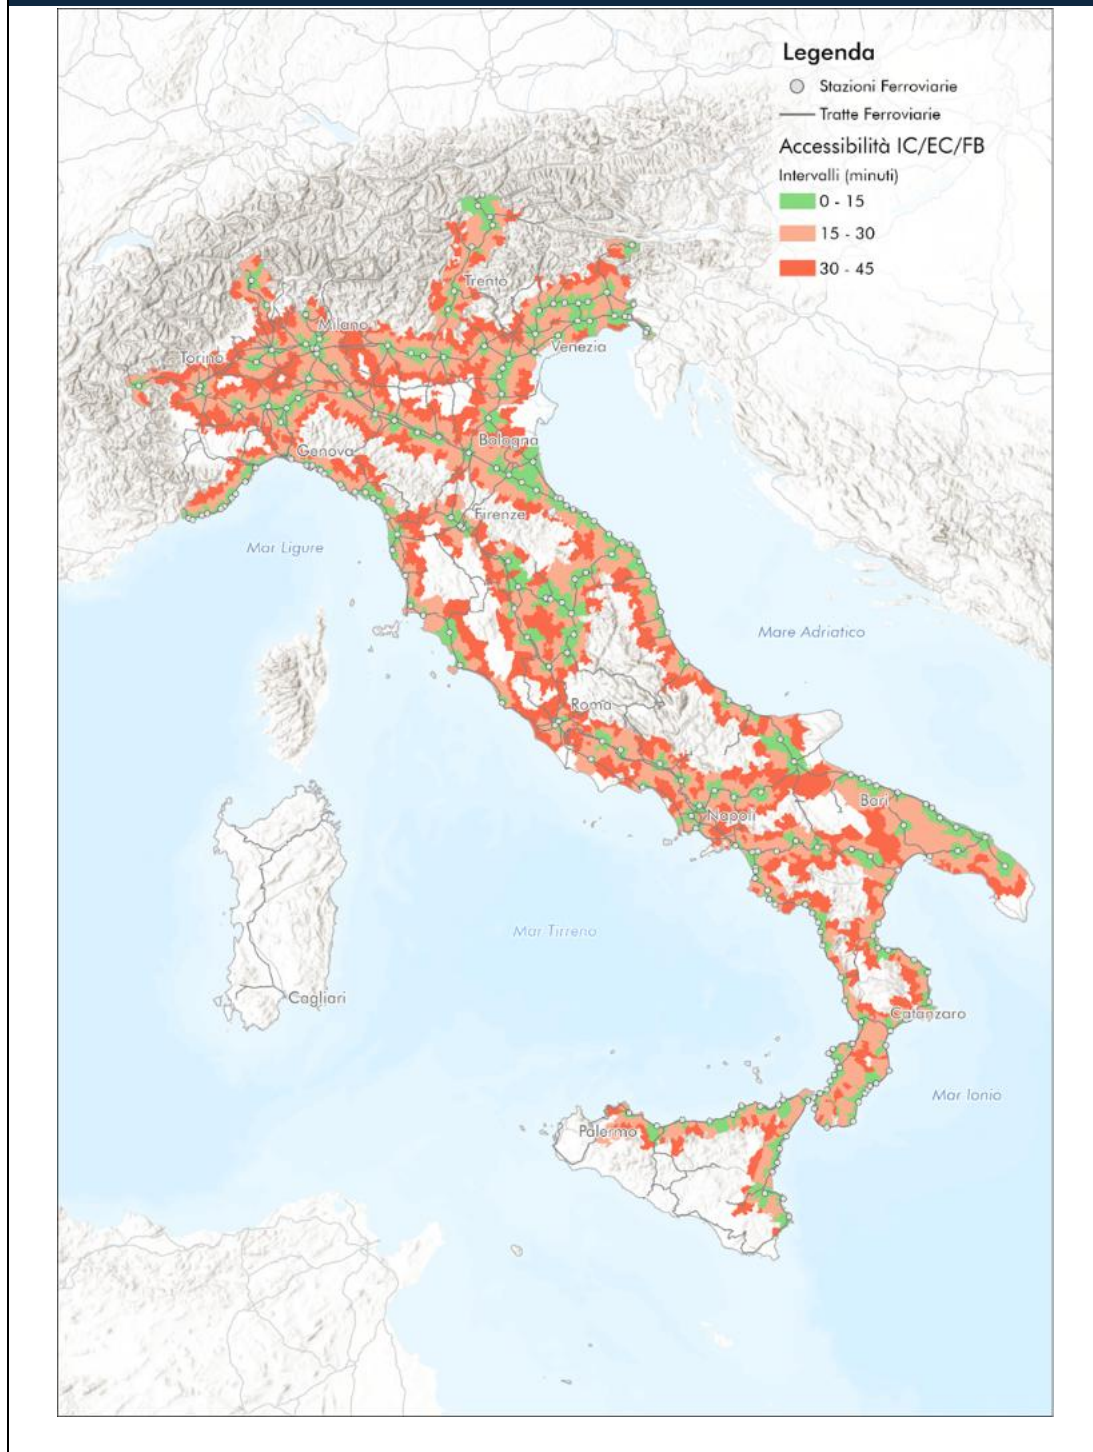 Legenda
Stazioni Ferroviarie
Tratte Ferroviarie
Accessibilità IC/EC/FB
Intervalli (minuti)
0 - 15
15 - 30
30 - 45
Trento
Milano
Torino
Venezia
Bologna
Genova
Firenze
Mar Ligure
Mare Adriatico
Roma
Bari
Napoli
Mar Tirreno
Cagliari
Catanzaro
Mar Ionio
Palermo